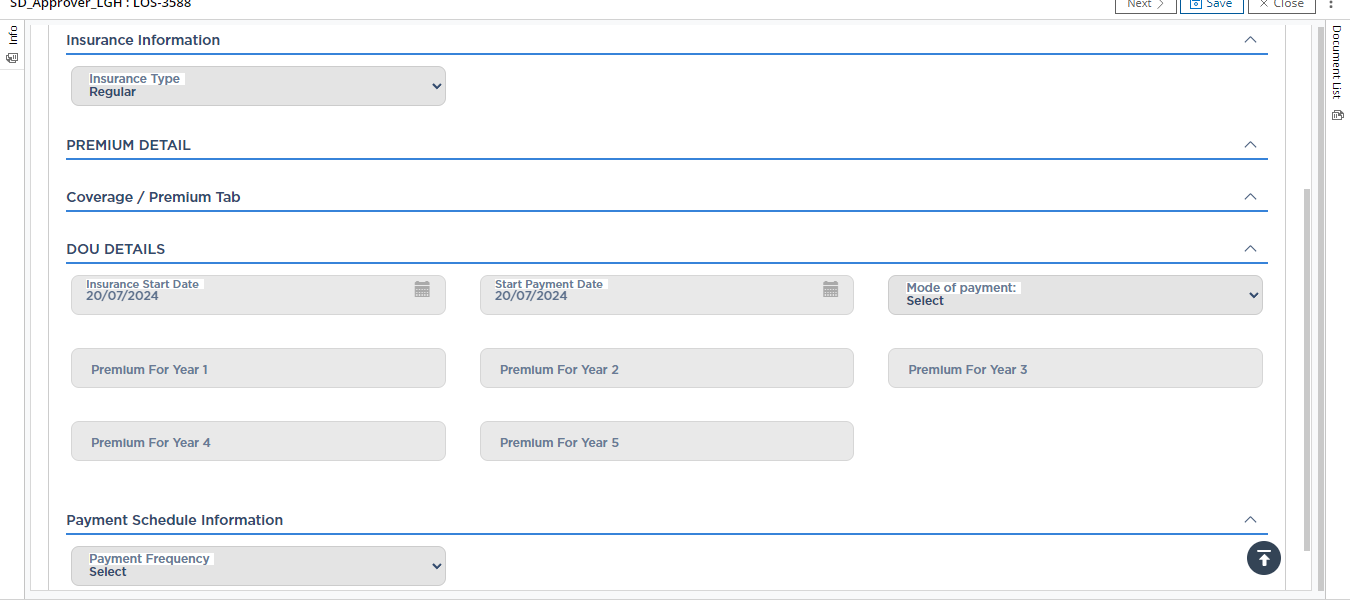 SD_Approver_LGH : LOS-3588
Next
Save
Close
Info
Document List
Insurance Information
Insurance Type
Regular
PREMIUM DETAIL
Coverage / Premium Tab
DOU DETAILS
Insurance Start Date
20/07/2024
Start Payment Date
20/07/2024
Mode of payment:
Select
Premium For Year 1
Premium For Year 2
Premium For Year 3
Premium For Year 4
Premium For Year 5
Payment Schedule Information
Payment Frequency
Select